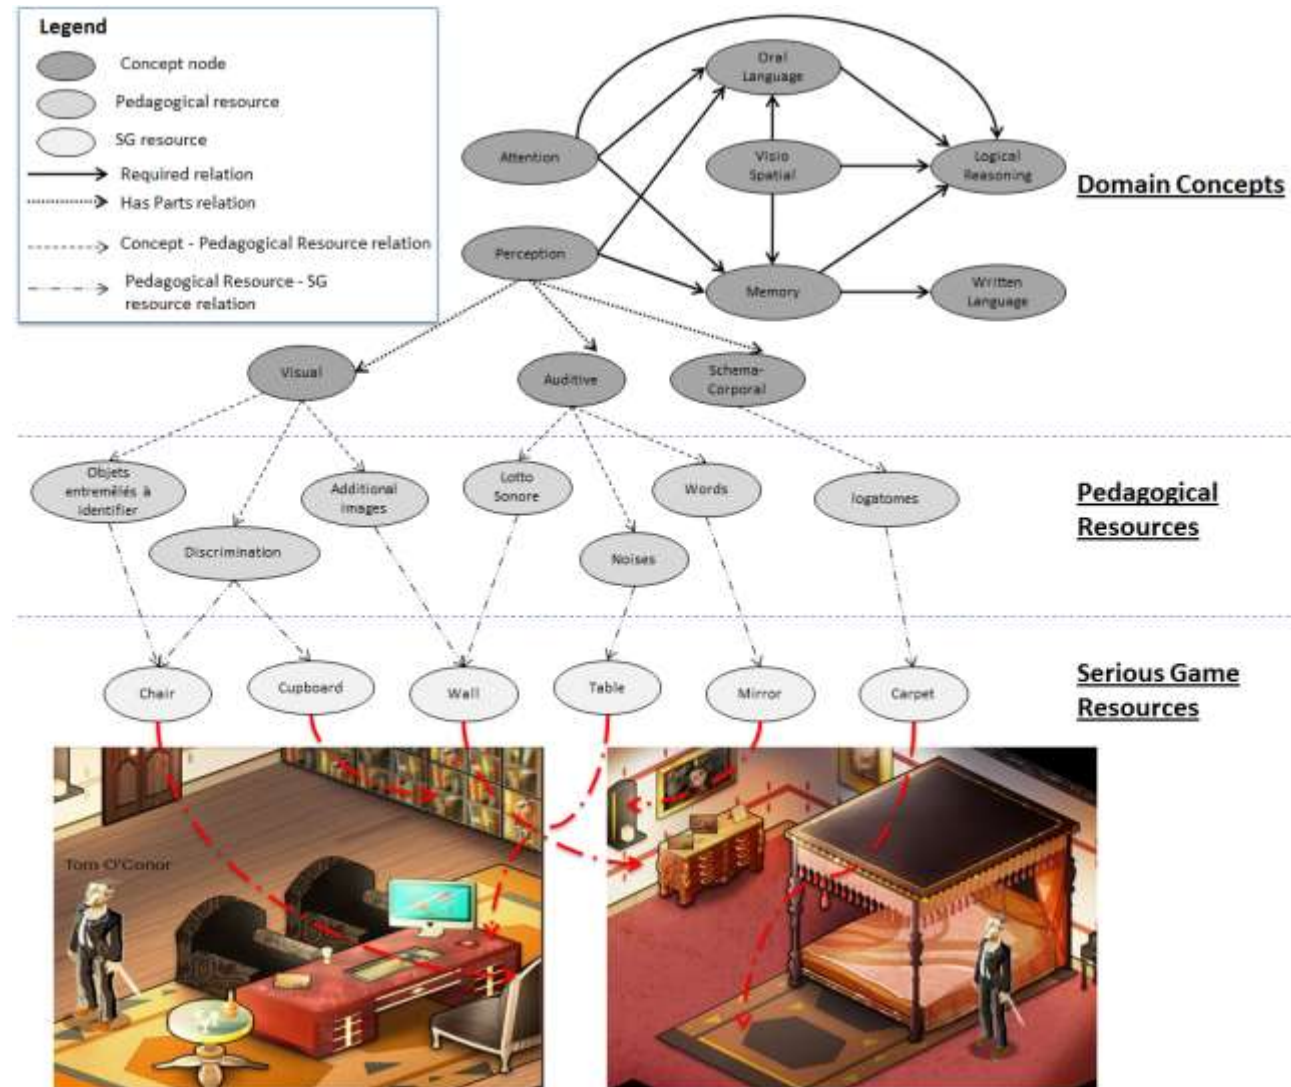 Legend
Concept node
Pedagogical resource
SG resource
Required relation
Has Parts relation
Concept - Pedagogical Resource relation
Pedagogical Resource - SG
resource relation
Oral
Language
Attention
Visio
Spatial
Logical
Reasoning
Domain Concepts
Perception
Memory
Written
Language
Visual
Auditive
Schema-
Corporal
Objets
entremêlés à
identifier
Additional
images
Lotto
Sonore
Words
logatomes
Pedagogical
Resources
Discrimination
Noises
Chair
Cupboard
Wall
Table
Mirror
Carpet
Serious Game
Resources
Tom O'Conor